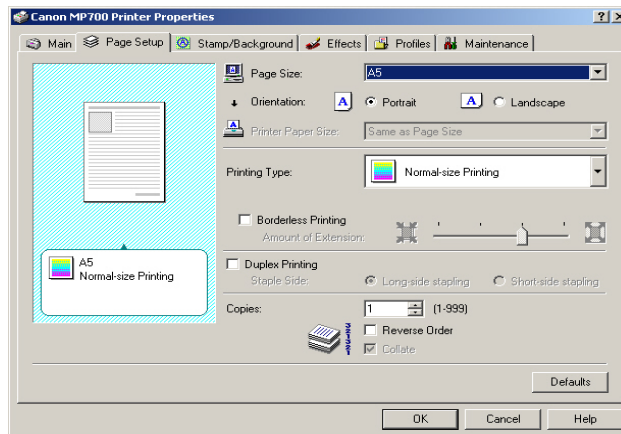 Canon MP700 Printer Properties
Main Page Setup Stamp/Background Effects Profiles Maintenance
Page Size: A5
Orientation: A Portrait A Landscape
Printer Paper Size: Same as Page Size
Printing Type: Normal-size Printing
Borderless Printing
Amount of Extension:
A5
Normal-size Printing
Duplex Printing
Staple Side: Long-side stapling Short-side stapling
Copies: 1 (1-999)
Reverse Order
Collate
Defaults
OK Cancel Help